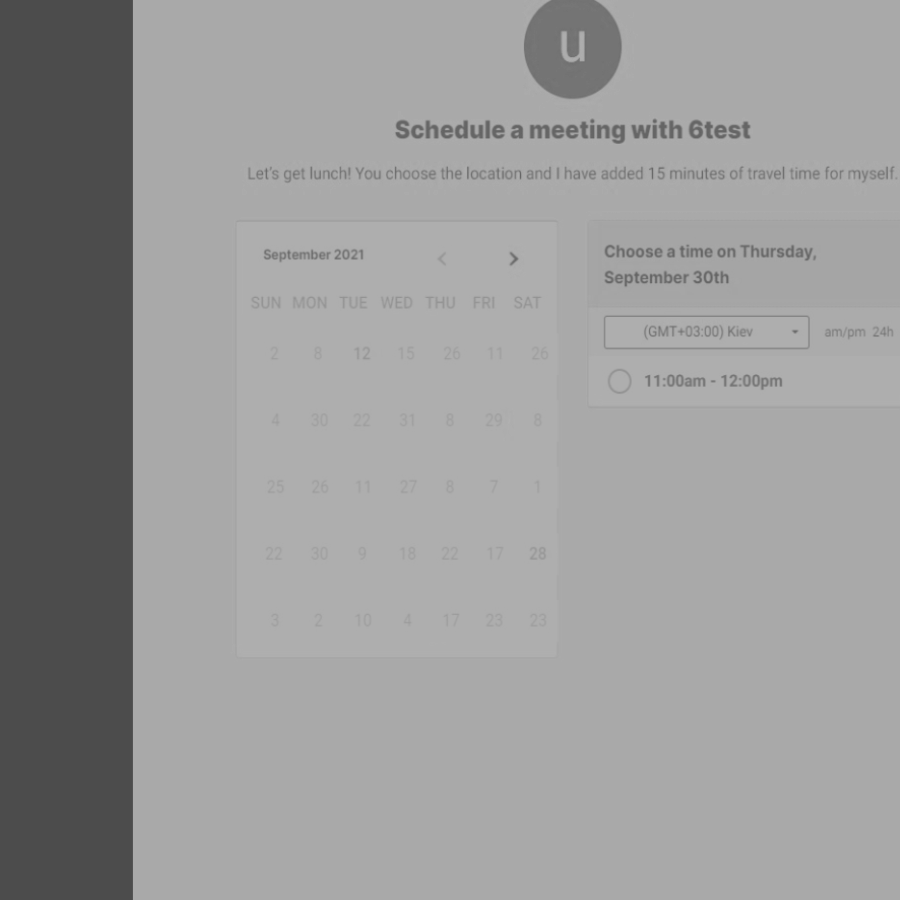 u
Schedule a meeting with 6test
Let's get lunch! You choose the location and I have added 15 minutes of travel time for myself.
September 2021
SUN MON TUE WED THU FRI SAT
2 8 12 15 26 11 26
4 30 22 31 8 29 8
25 26 11 27 8 7 1
22 30 9 18 22 17 28
3 2 10 4 17 23 23
Choose a time on Thursday,
September 30th
(GMT+03:00) Kiev am/pm 24h
11:00am - 12:00pm